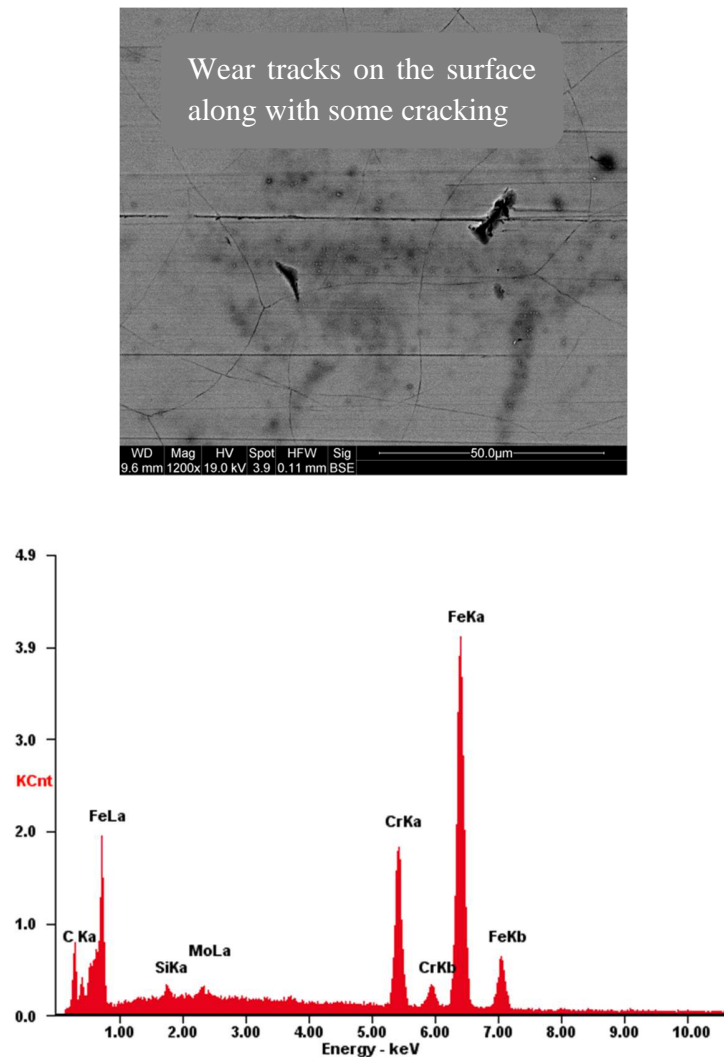 Wear tracks on the surface
along with some cracking
WD Mag HV Spot HFW Sig
9.6 mm 1200x 19.0 kV 3.9 0.11 mm BSE
50.0µm
4.9
3.9
3.0
KCnt
2.0
1.0
0.0
FeKa
FeLa
CrKa
C Ka
SiKa
MoLa
CrKb
FeKb
1.00 2.00 3.00 4.00 5.00 6.00 7.00 8.00 9.00 10.00
Energy - keV